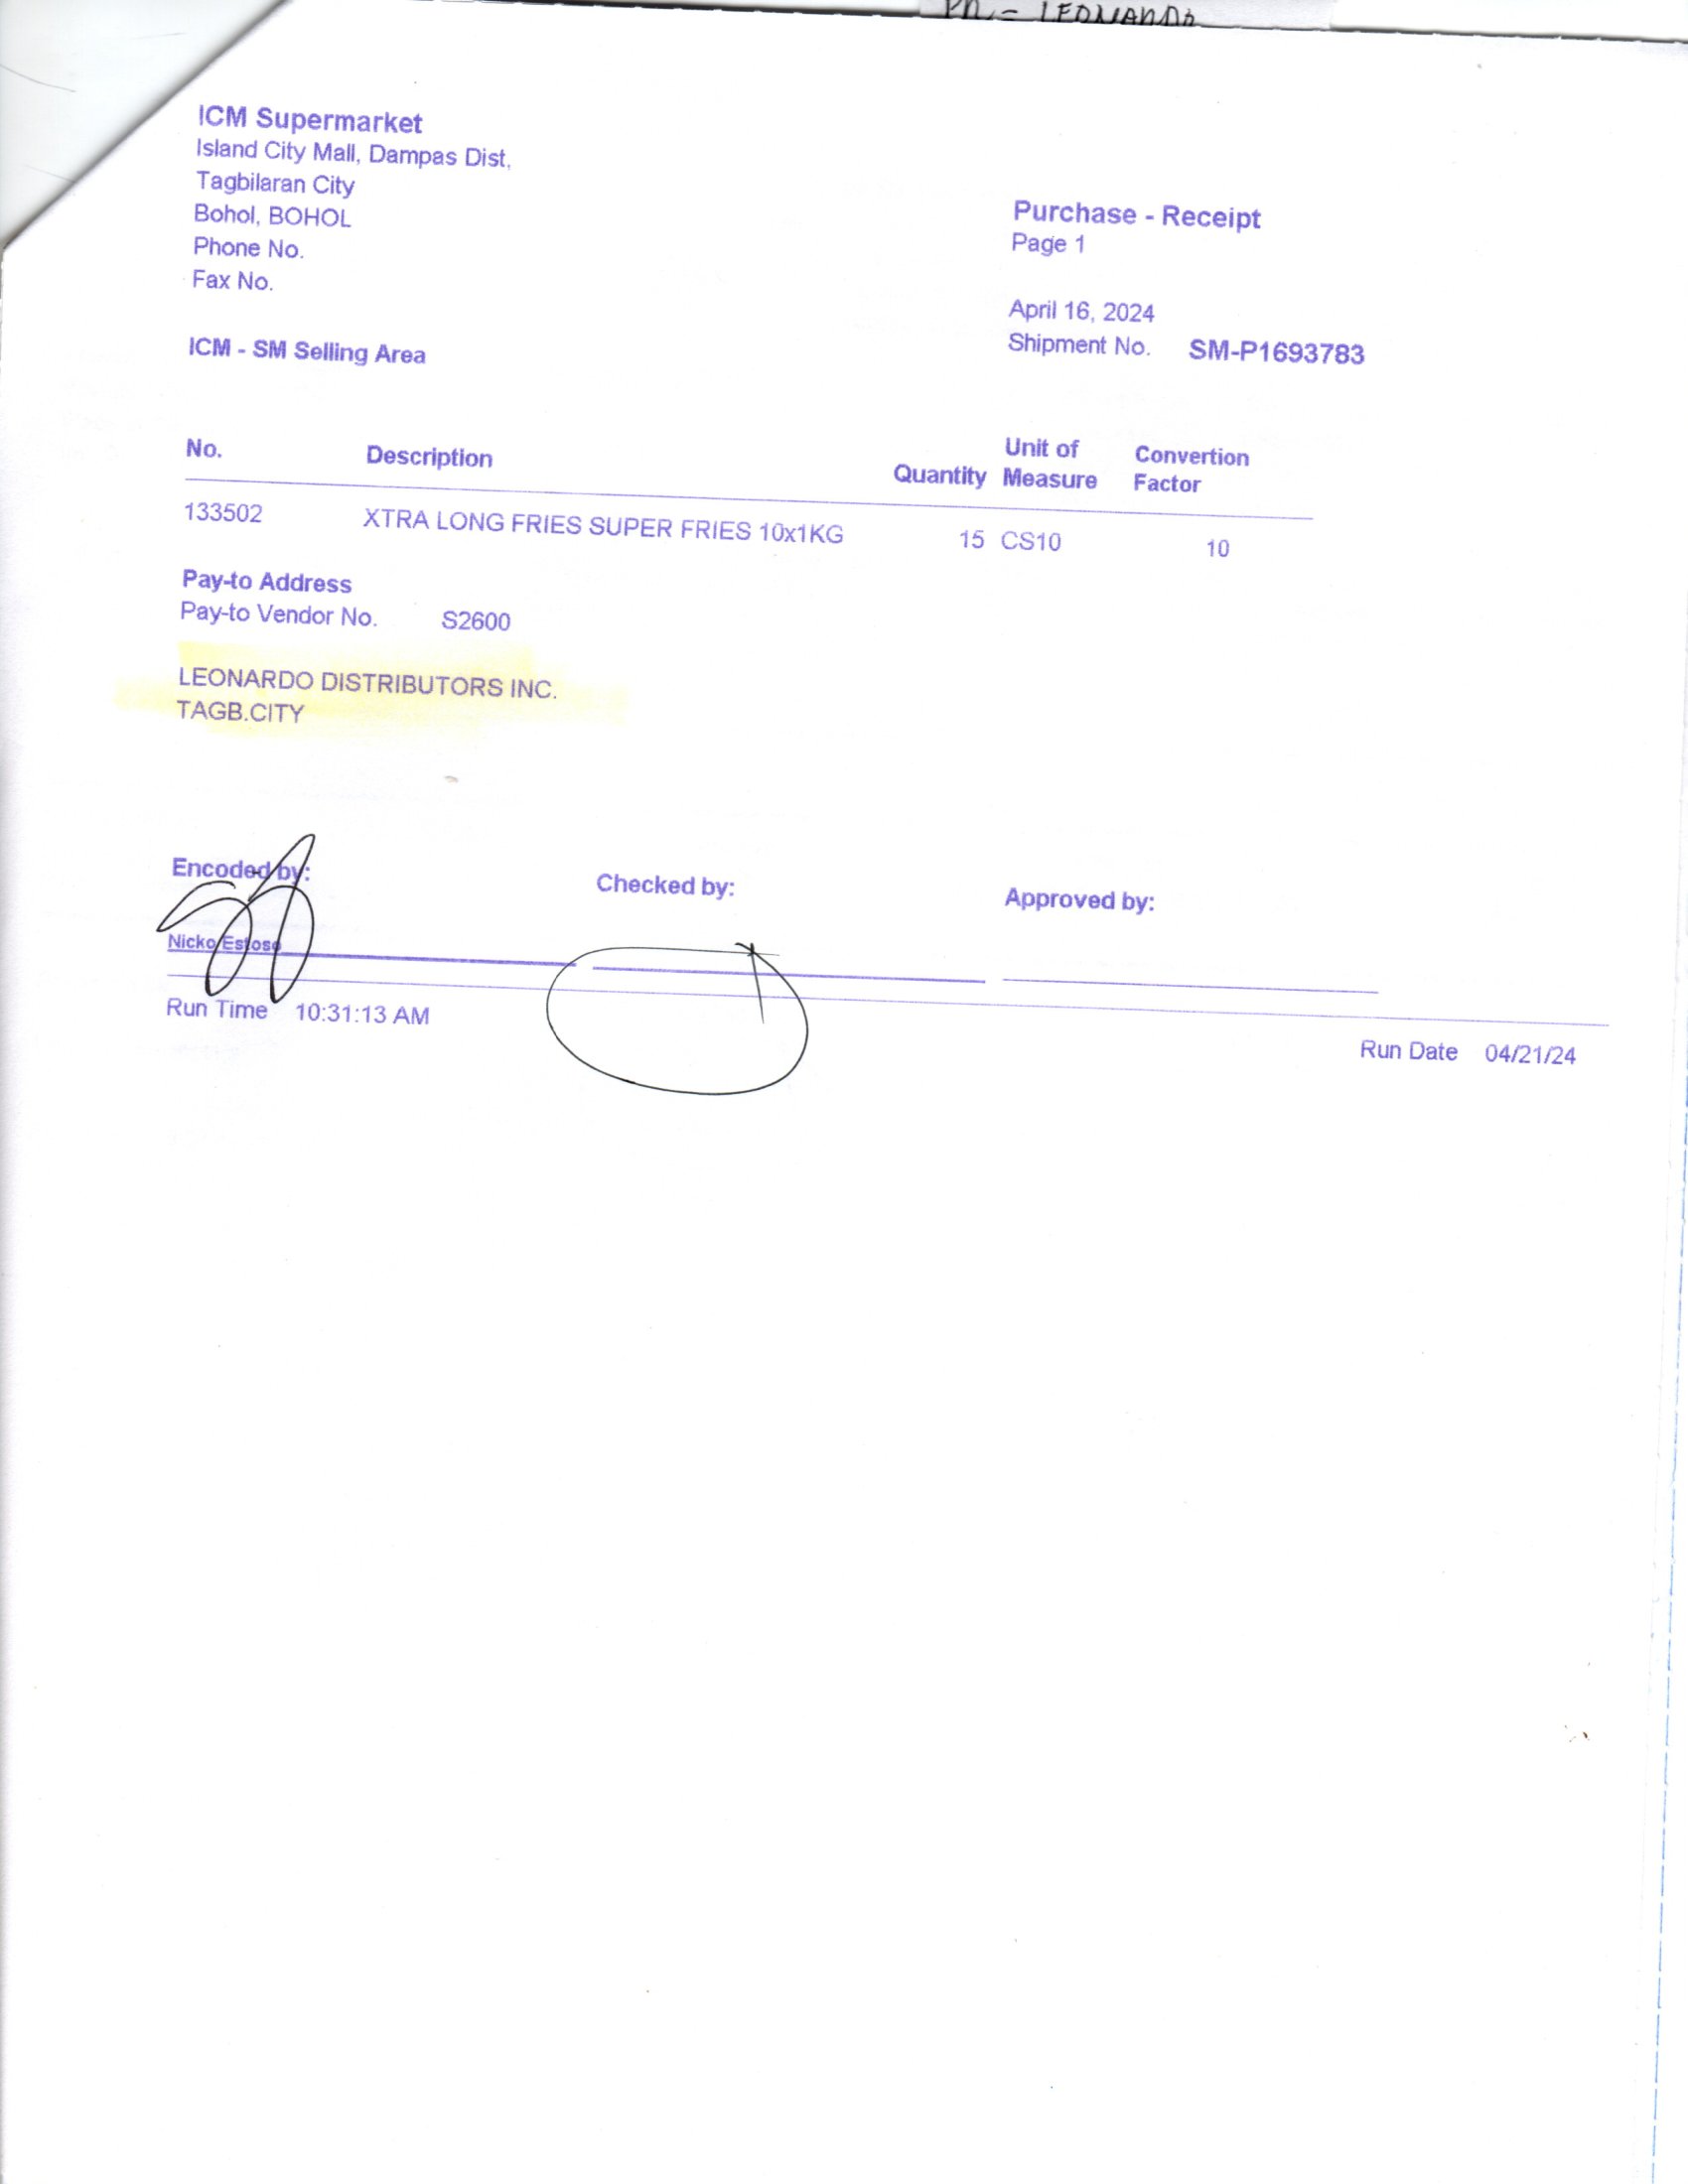 LEONARDO
ICM Supermarket
Island City Mall, Dampas Dist,
Tagbilaran City
Bohol, BOHOL
Phone No.
Fax No.
Purchase - Receipt
Page 1
April 16, 2024
Shipment No. SM-P1693783
ICM - SM Selling Area
No. Description Quantity Unit of Measure Convertion Factor
133502 XTRA LONG FRIES SUPER FRIES 10x1KG 15 CS10 10
Pay-to Address
Pay-to Vendor No. S2600
LEONARDO DISTRIBUTORS INC.
TAGB.CITY
Encoded by: Checked by: Approved by:
Nicko Estoso
Run Time 10:31:13 AM
Run Date 04/21/24